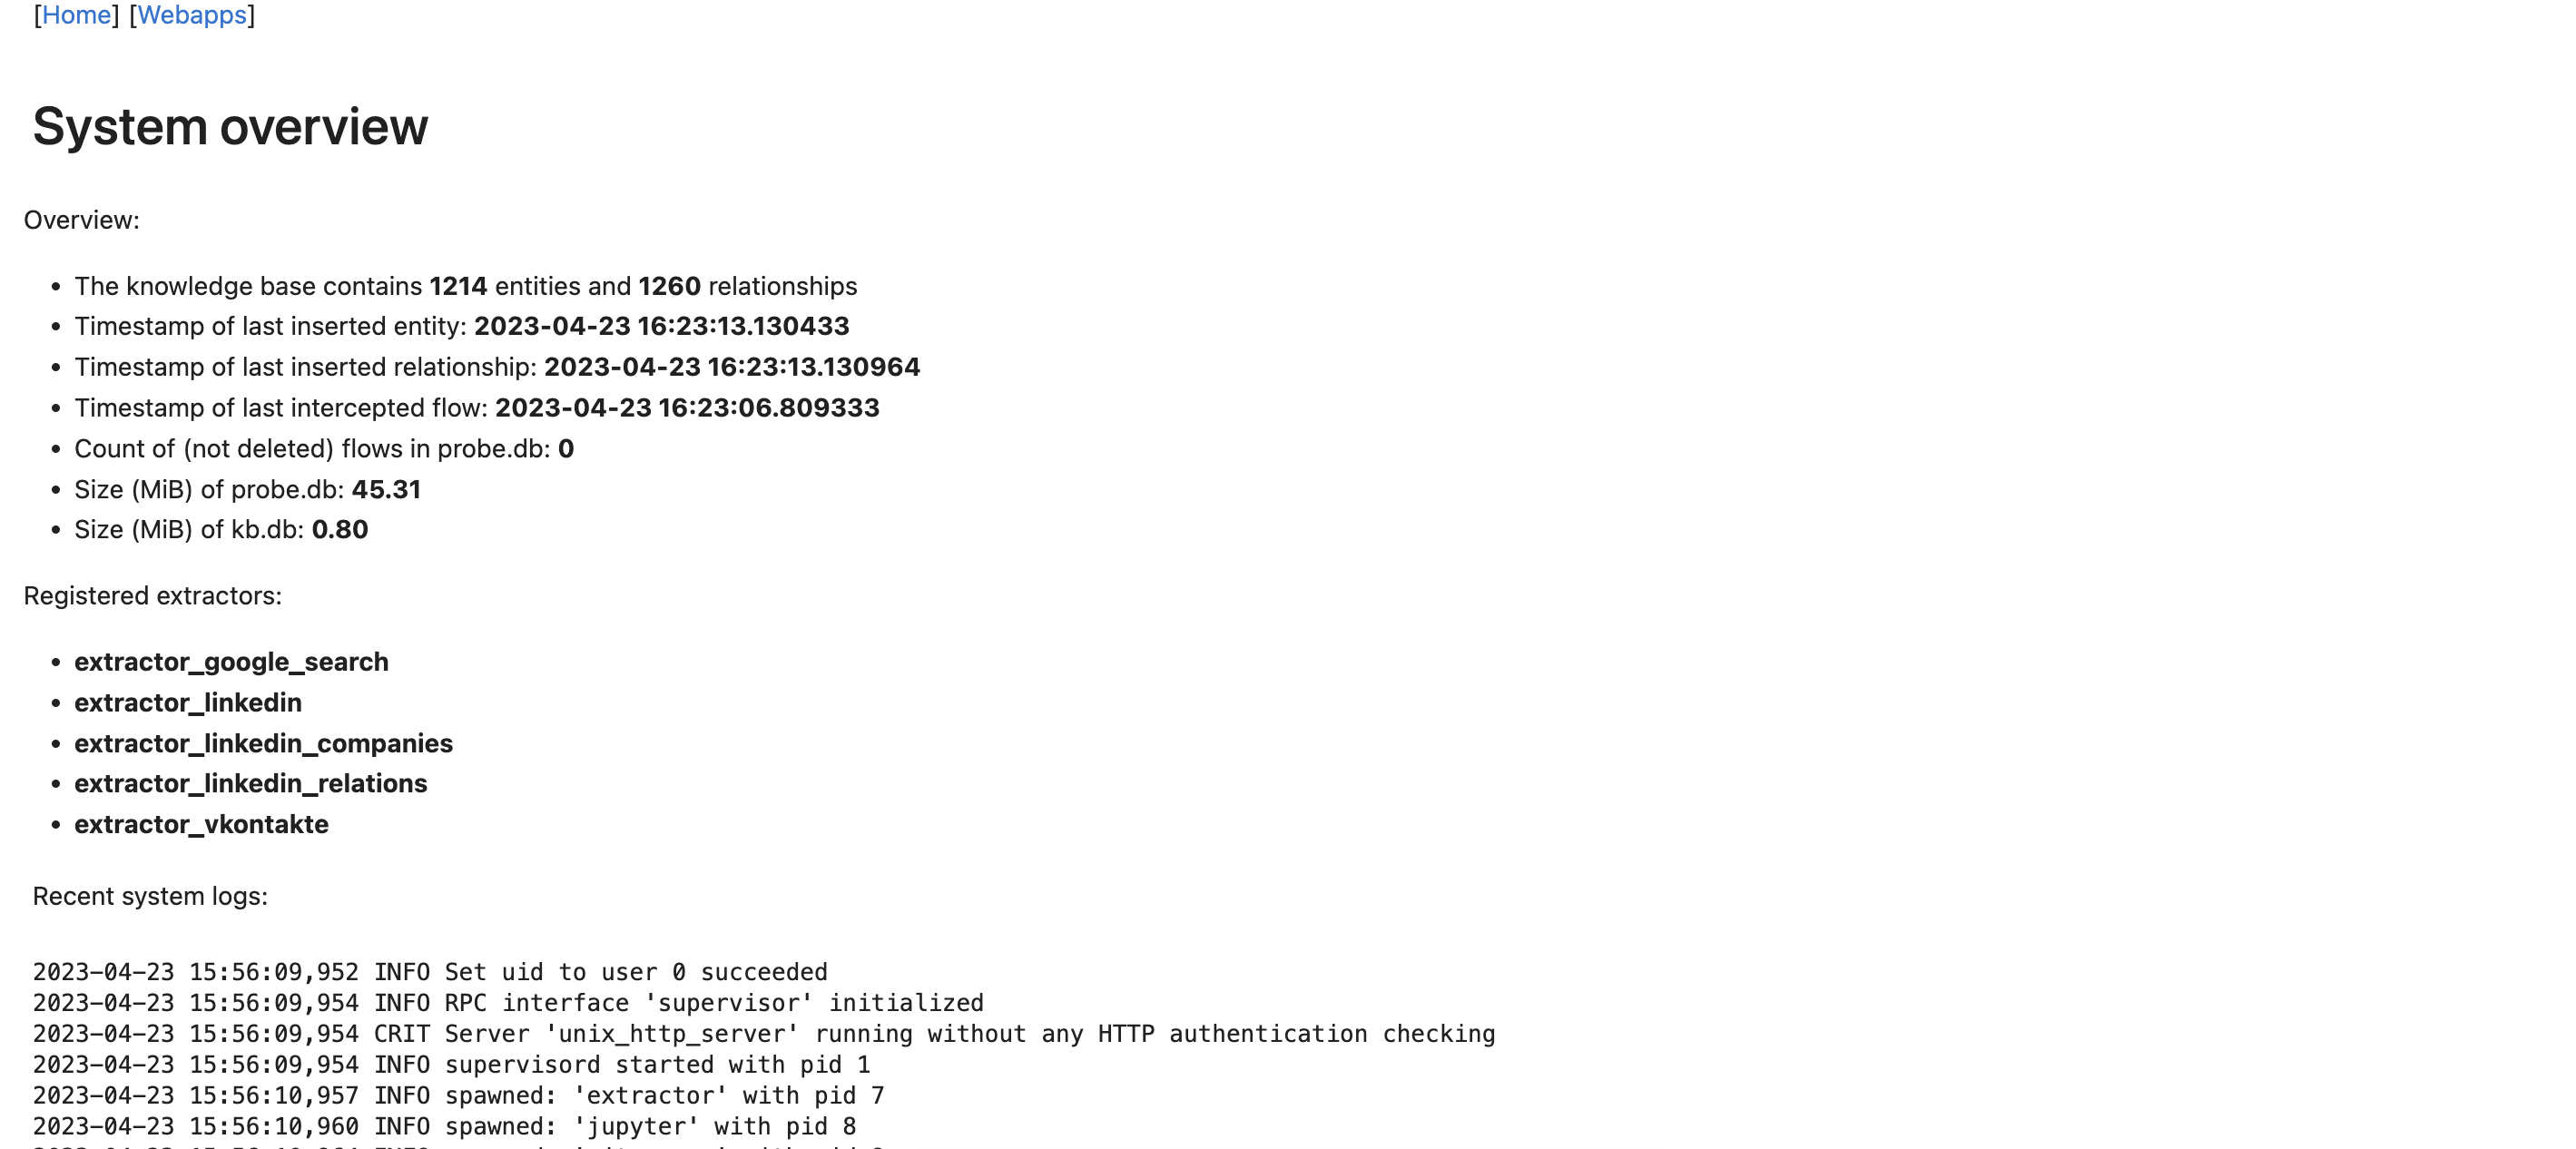 [Home] [Webapps]
System overview
Overview:
• The knowledge base contains 1214 entities and 1260 relationships
• Timestamp of last inserted entity: 2023-04-23 16:23:13.130433
• Timestamp of last inserted relationship: 2023-04-23 16:23:13.130964
• Timestamp of last intercepted flow: 2023-04-23 16:23:06.809333
• Count of (not deleted) flows in probe.db: 0
• Size (MiB) of probe.db: 45.31
• Size (MiB) of kb.db: 0.80
Registered extractors:
• extractor_google_search
• extractor_linkedin
• extractor_linkedin_companies
• extractor_linkedin_relations
• extractor_vkontakte
Recent system logs:
2023-04-23 15:56:09,952 INFO Set uid to user 0 succeeded
2023-04-23 15:56:09,954 INFO RPC interface 'supervisor' initialized
2023-04-23 15:56:09,954 CRIT Server 'unix_http_server' running without any HTTP authentication checking
2023-04-23 15:56:09,954 INFO supervisord started with pid 1
2023-04-23 15:56:10,957 INFO spawned: 'extractor' with pid 7
2023-04-23 15:56:10,960 INFO spawned: 'jupyter' with pid 8